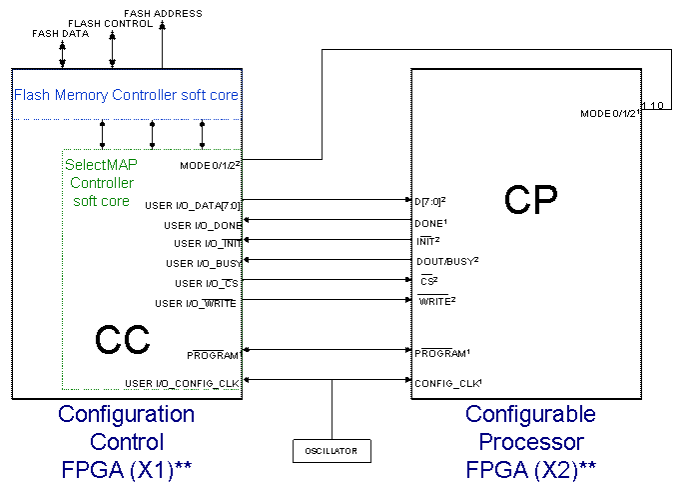 FASH ADDRESS
FLASH CONTROL
FASH DATA
Flash Memory Controller soft core
SelectMAP
Controller
soft core
MODE 0/1/2²
USER I/O_DATA[7:0]
USER I/O_DONE
USER I/O_INIT
USER I/O_BUSY
USER I/O_CS
USER I/O_WRITE
CC
PROGRAM¹
USER I/O_CONFIG_CLK
1 1 0
MODE 0/1/2¹
CP
D[7:0]²
DONE¹
INIT²
DOUT/BUSY²
CS²
WRITE²
PROGRAM¹
CONFIG_CLK¹
OSCILLATOR
Configuration
Control
FPGA (X1)**
Configurable
Processor
FPGA (X2)**